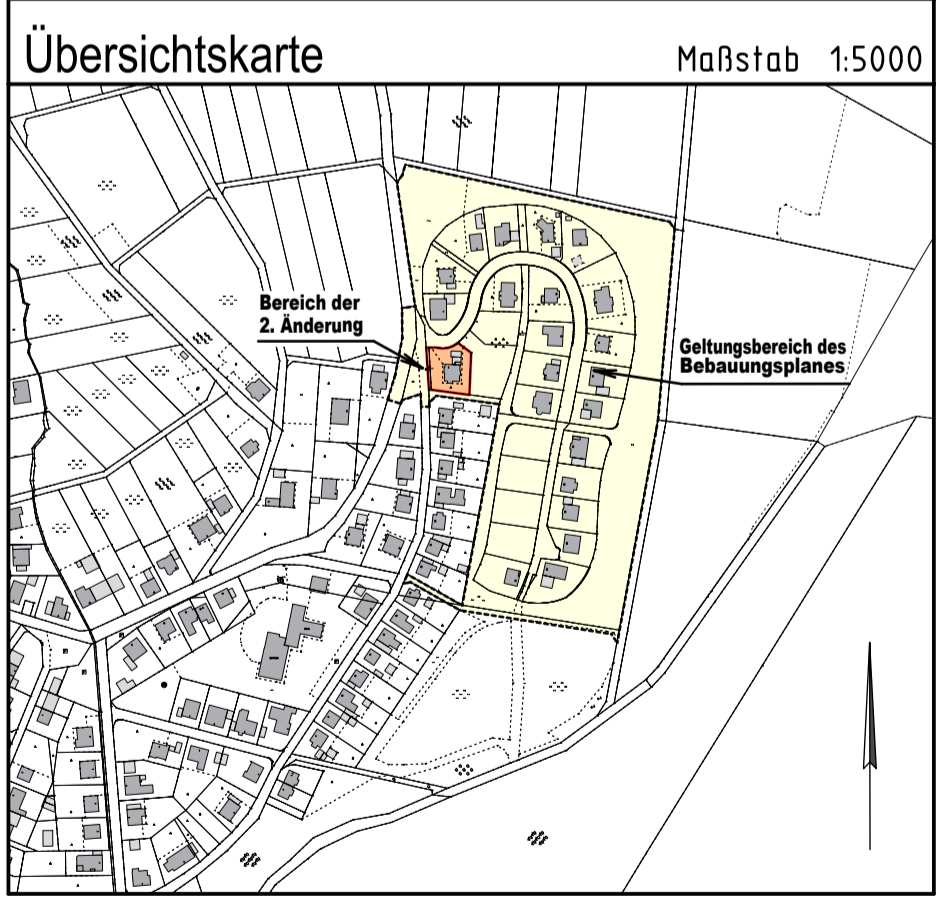 Übersichtskarte
Maßstab 1:5000
Bereich der
2. Änderung
Geltungsbereich des
Bebauungsplanes